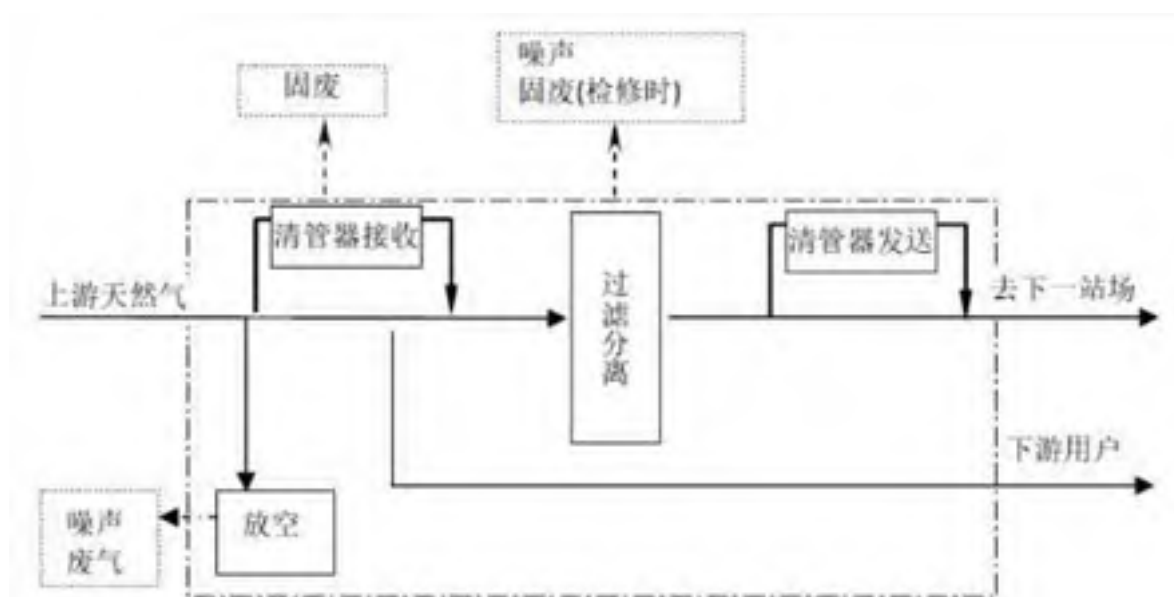 噪声
固废(检修时)
固废
清管器接收
清管器发送
过滤分离
上游天然气
去下一站场
下游用户
放空
噪声
废气